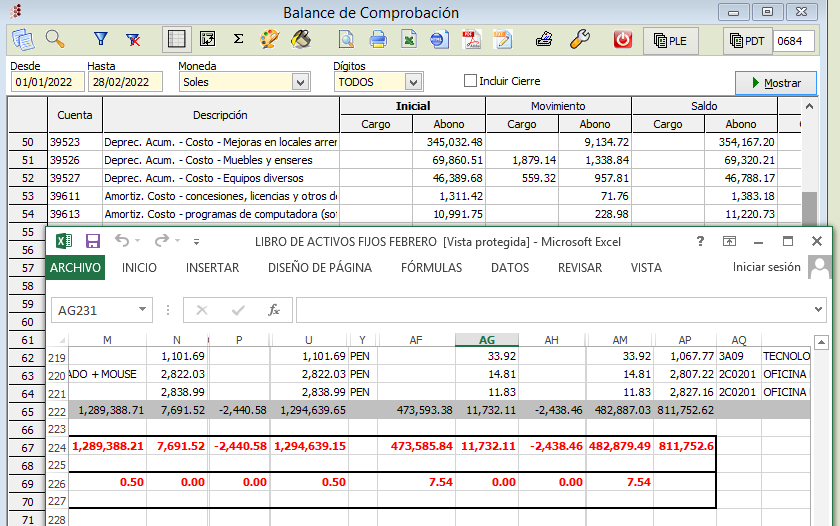 Balance de Comprobación
PLE PDT 0684
Desde Hasta Moneda Dígitos
01/01/2022 28/02/2022 Soles TODOS Incluir Cierre Mostrar
Cuenta Descripción Inicial Movimiento Saldo
Cargo Abono Cargo Abono Cargo Abono
50 39523 Deprec. Acum. - Costo - Mejoras en locales arrer 345,032.48 9,134.72 354,167.20
51 39526 Deprec. Acum. - Costo - Muebles y enseres 69,860.51 1,879.14 1,338.84 69,320.21
52 39527 Deprec. Acum. - Costo - Equipos diversos 46,389.68 559.32 957.81 46,788.17
53 39611 Amortiz. Costo - concesiones, licencias y otros d 1,311.42 71.76 1,383.18
54 39613 Amortiz. Costo - programas de computadora (so 10,991.75 228.98 11,220.73
55
56
57
58
59
60
61
62
63
64
65
66
67
68
69
70
71
LIBRO DE ACTIVOS FIJOS FEBRERO [Vista protegida] - Microsoft Excel
ARCHIVO INICIO INSERTAR DISEÑO DE PÁGINA FÓRMULAS DATOS REVISAR VISTA Iniciar sesión
AG231 fx
M N P U Y AF AG AH AM AP AQ
219 1,101.69 1,101.69 PEN 33.92 33.92 1,067.77 3A09 TECNOLO
220 ADO + MOUSE 2,822.03 2,822.03 PEN 14.81 14.81 2,807.22 2C0201 OFICINA
221 2,838.99 2,838.99 PEN 11.83 11.83 2,827.16 2C0201 OFICINA
222 1,289,388.71 7,691.52 -2,440.58 1,294,639.65 473,593.38 11,732.11 -2,438.46 482,887.03 811,752.62
223
224 1,289,388.21 7,691.52 -2,440.58 1,294,639.15 473,585.84 11,732.11 -2,438.46 482,879.49 811,752.6
225
226 0.50 0.00 0.00 0.50 7.54 0.00 0.00 7.54
227
228